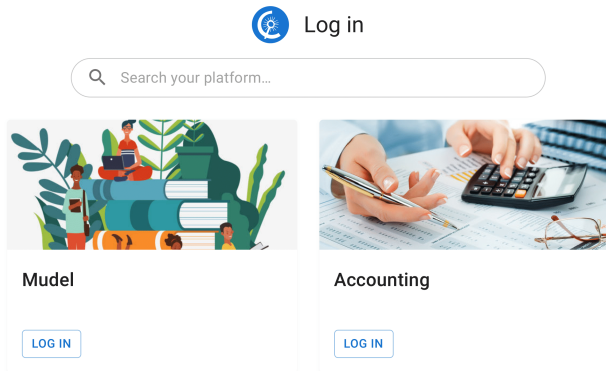 Log in
Search your platform...
Mudel
Accounting
LOG IN
LOG IN